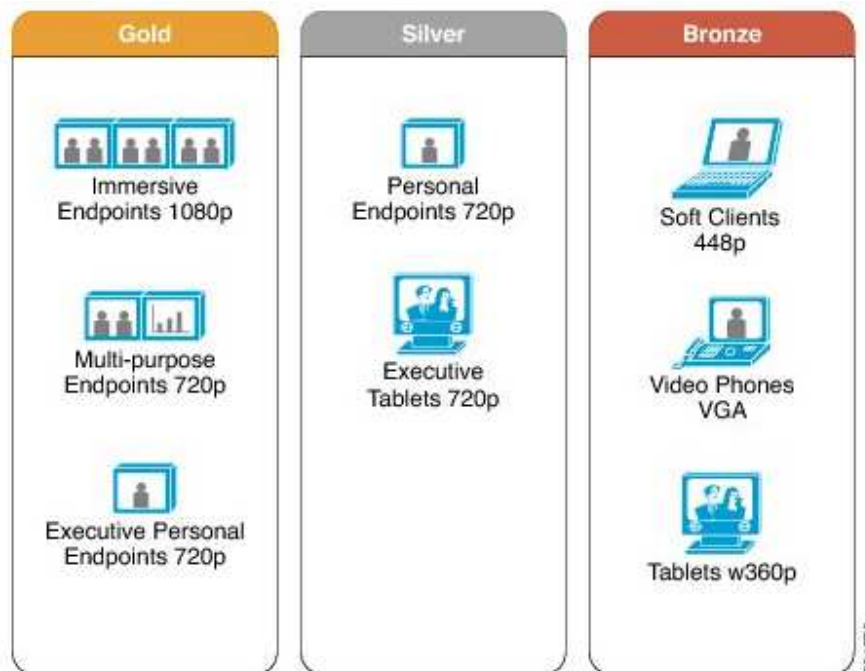 Gold
Immersive
Endpoints 1080p
Multi-purpose
Endpoints 720p
Executive Personal
Endpoints 720p
Silver
Personal
Endpoints 720p
Executive
Tablets 720p
Bronze
Soft Clients
448p
Video Phones
VGA
Tablets w360p